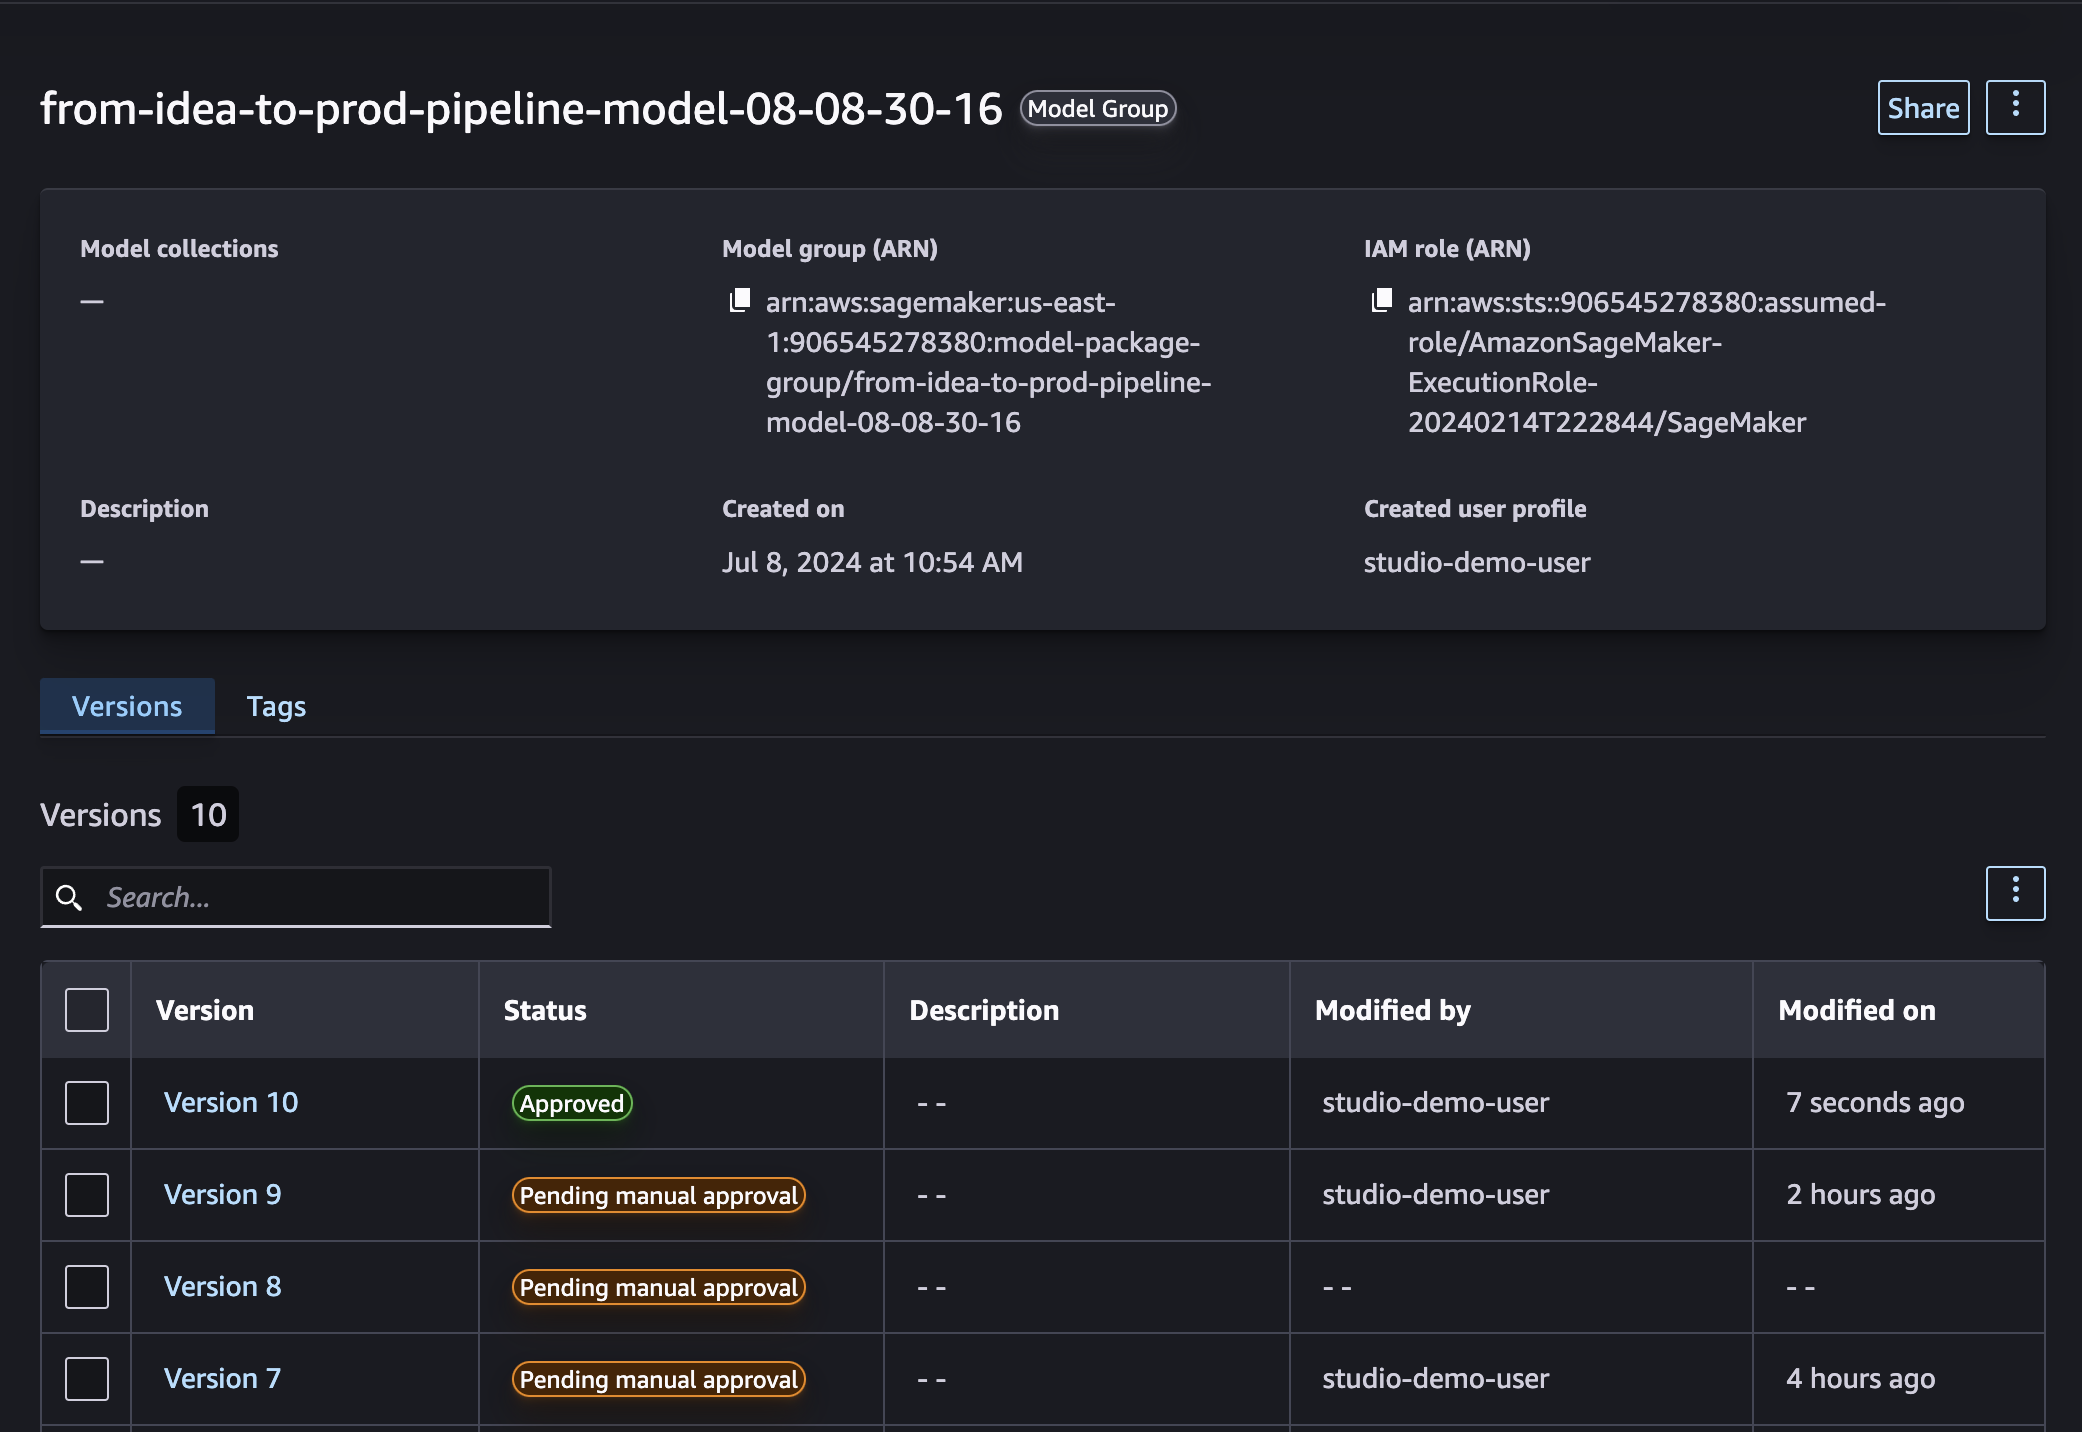 from-idea-to-prod-pipeline-model-08-08-30-16 Model Group Share
Model collections
—
Model group (ARN)
arn:aws:sagemaker:us-east-
1:906545278380:model-package-
group/from-idea-to-prod-pipeline-
model-08-08-30-16
IAM role (ARN)
arn:aws:sts::906545278380:assumed-
role/AmazonSageMaker-
ExecutionRole-
20240214T222844/SageMaker
Description
—
Created on
Jul 8, 2024 at 10:54 AM
Created user profile
studio-demo-user
Versions Tags
Versions 10
Search...
Version Status Description Modified by Modified on
Version 10 Approved -- studio-demo-user 7 seconds ago
Version 9 Pending manual approval -- studio-demo-user 2 hours ago
Version 8 Pending manual approval -- -- --
Version 7 Pending manual approval -- studio-demo-user 4 hours ago